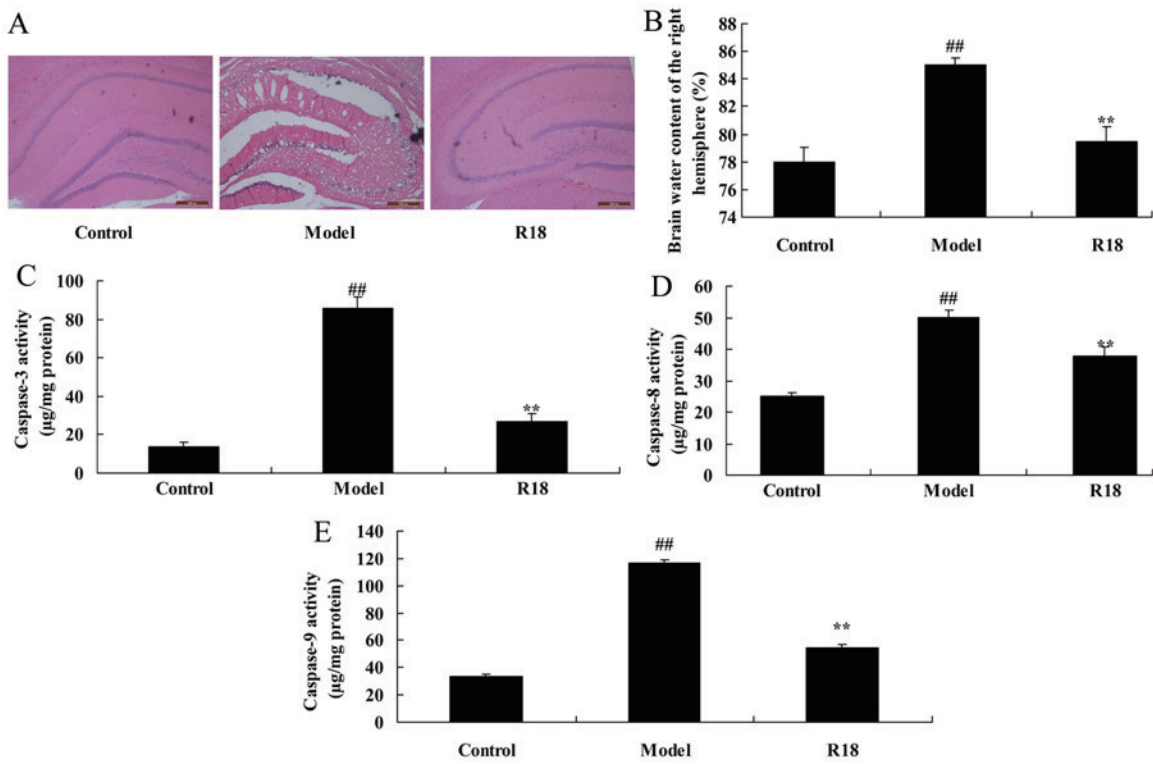 A
Control
Model
R18
B
Brain water content of the right
hemisphere (%)
88
86
84
82
80
78
76
74
##
**
Control
Model
R18
C
Caspase-3 activity
(µg/mg protein)
100
80
60
40
20
0
##
**
Control
Model
R18
D
Caspase-8 activity
(µg/mg protein)
60
50
40
30
20
10
0
##
**
Control
Model
R18
E
Caspase-9 activity
(µg/mg protein)
140
120
100
80
60
40
20
0
##
**
Control
Model
R18